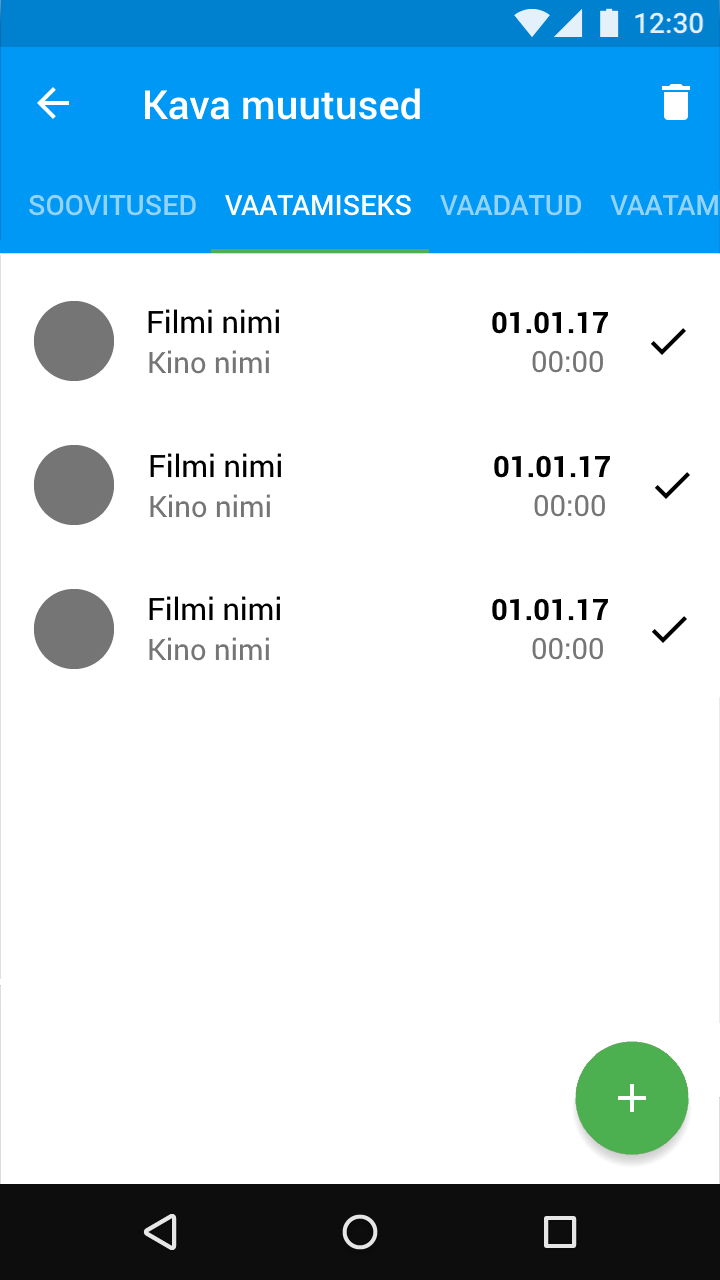 12:30
Kava muutused
SOOVITUSED VAATAMISEKS VAADATUD VAATAM
Filmi nimi 01.01.17
Kino nimi 00:00
Filmi nimi 01.01.17
Kino nimi 00:00
Filmi nimi 01.01.17
Kino nimi 00:00